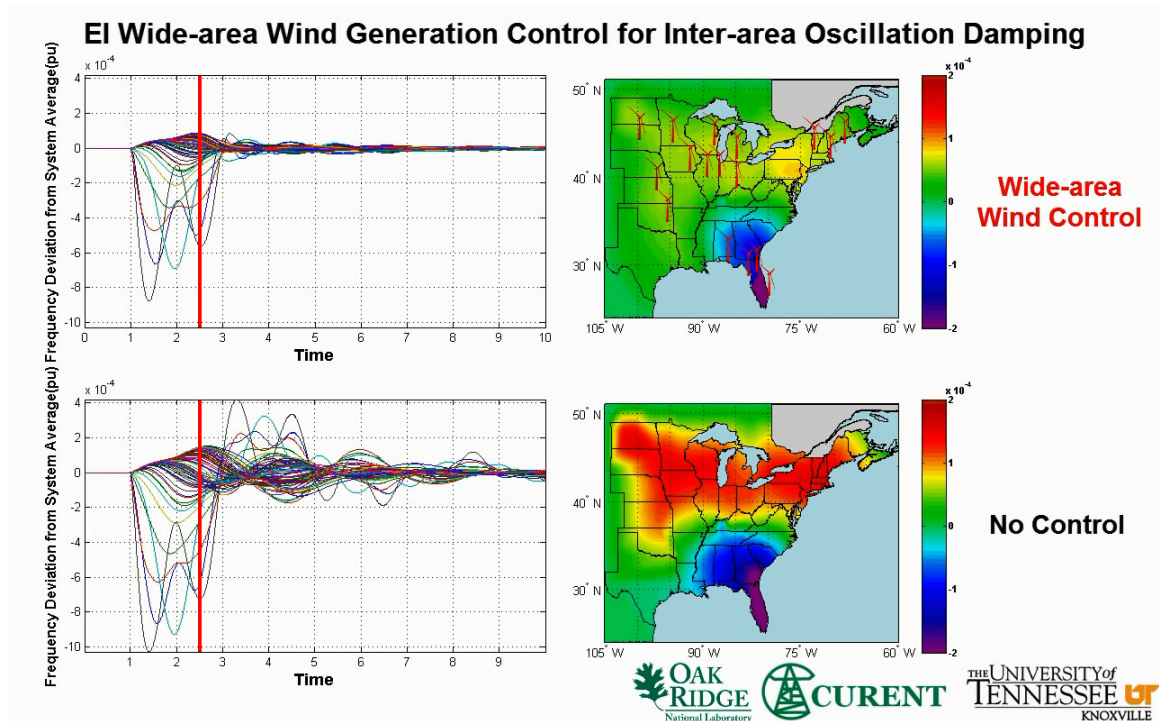 EI Wide-area Wind Generation Control for Inter-area Oscillation Damping
Frequency Deviation from System Average(pu)
x 10⁻⁴
4
2
0
-2
-4
-6
-8
-10
0 1 2 3 4 5 6 7 8 9 10
Time
50° N
40° N
30° N
105° W 90° W 75° W 60° W
x 10⁻⁴
2
1
0
-1
-2
Wide-area
Wind Control
Frequency Deviation from System Average(pu)
x 10⁻⁴
4
2
0
-2
-4
-6
-8
-10
1 2 3 4 5 6 7 8 9 10
Time
50° N
40° N
30° N
105° W 90° W 75° W 60° W
x 10⁻⁴
2
1
0
-1
-2
No Control
OAK
RIDGE
National Laboratory
CURENT
THE UNIVERSITY of
TENNESSEE UT
KNOXVILLE